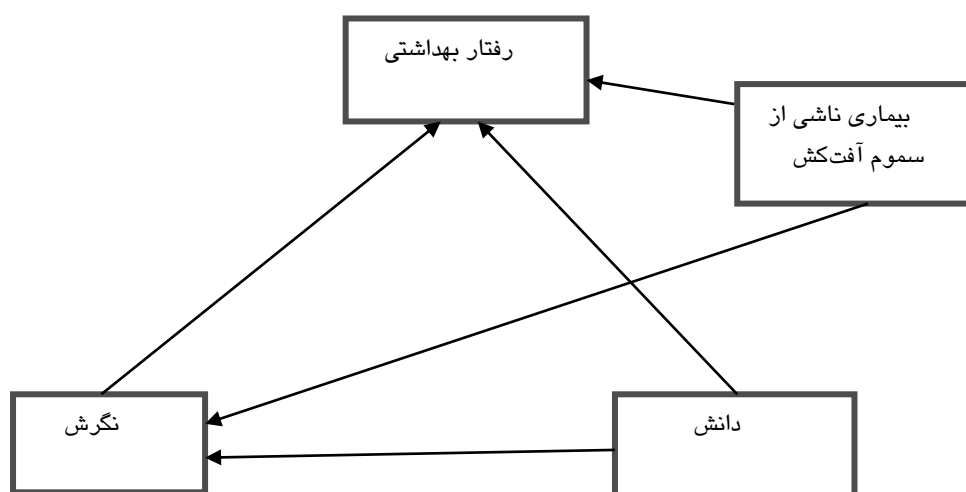 رفتار بهداشتی
بیماری ناشی از
سموم آفت‌کش
نگرش
دانش